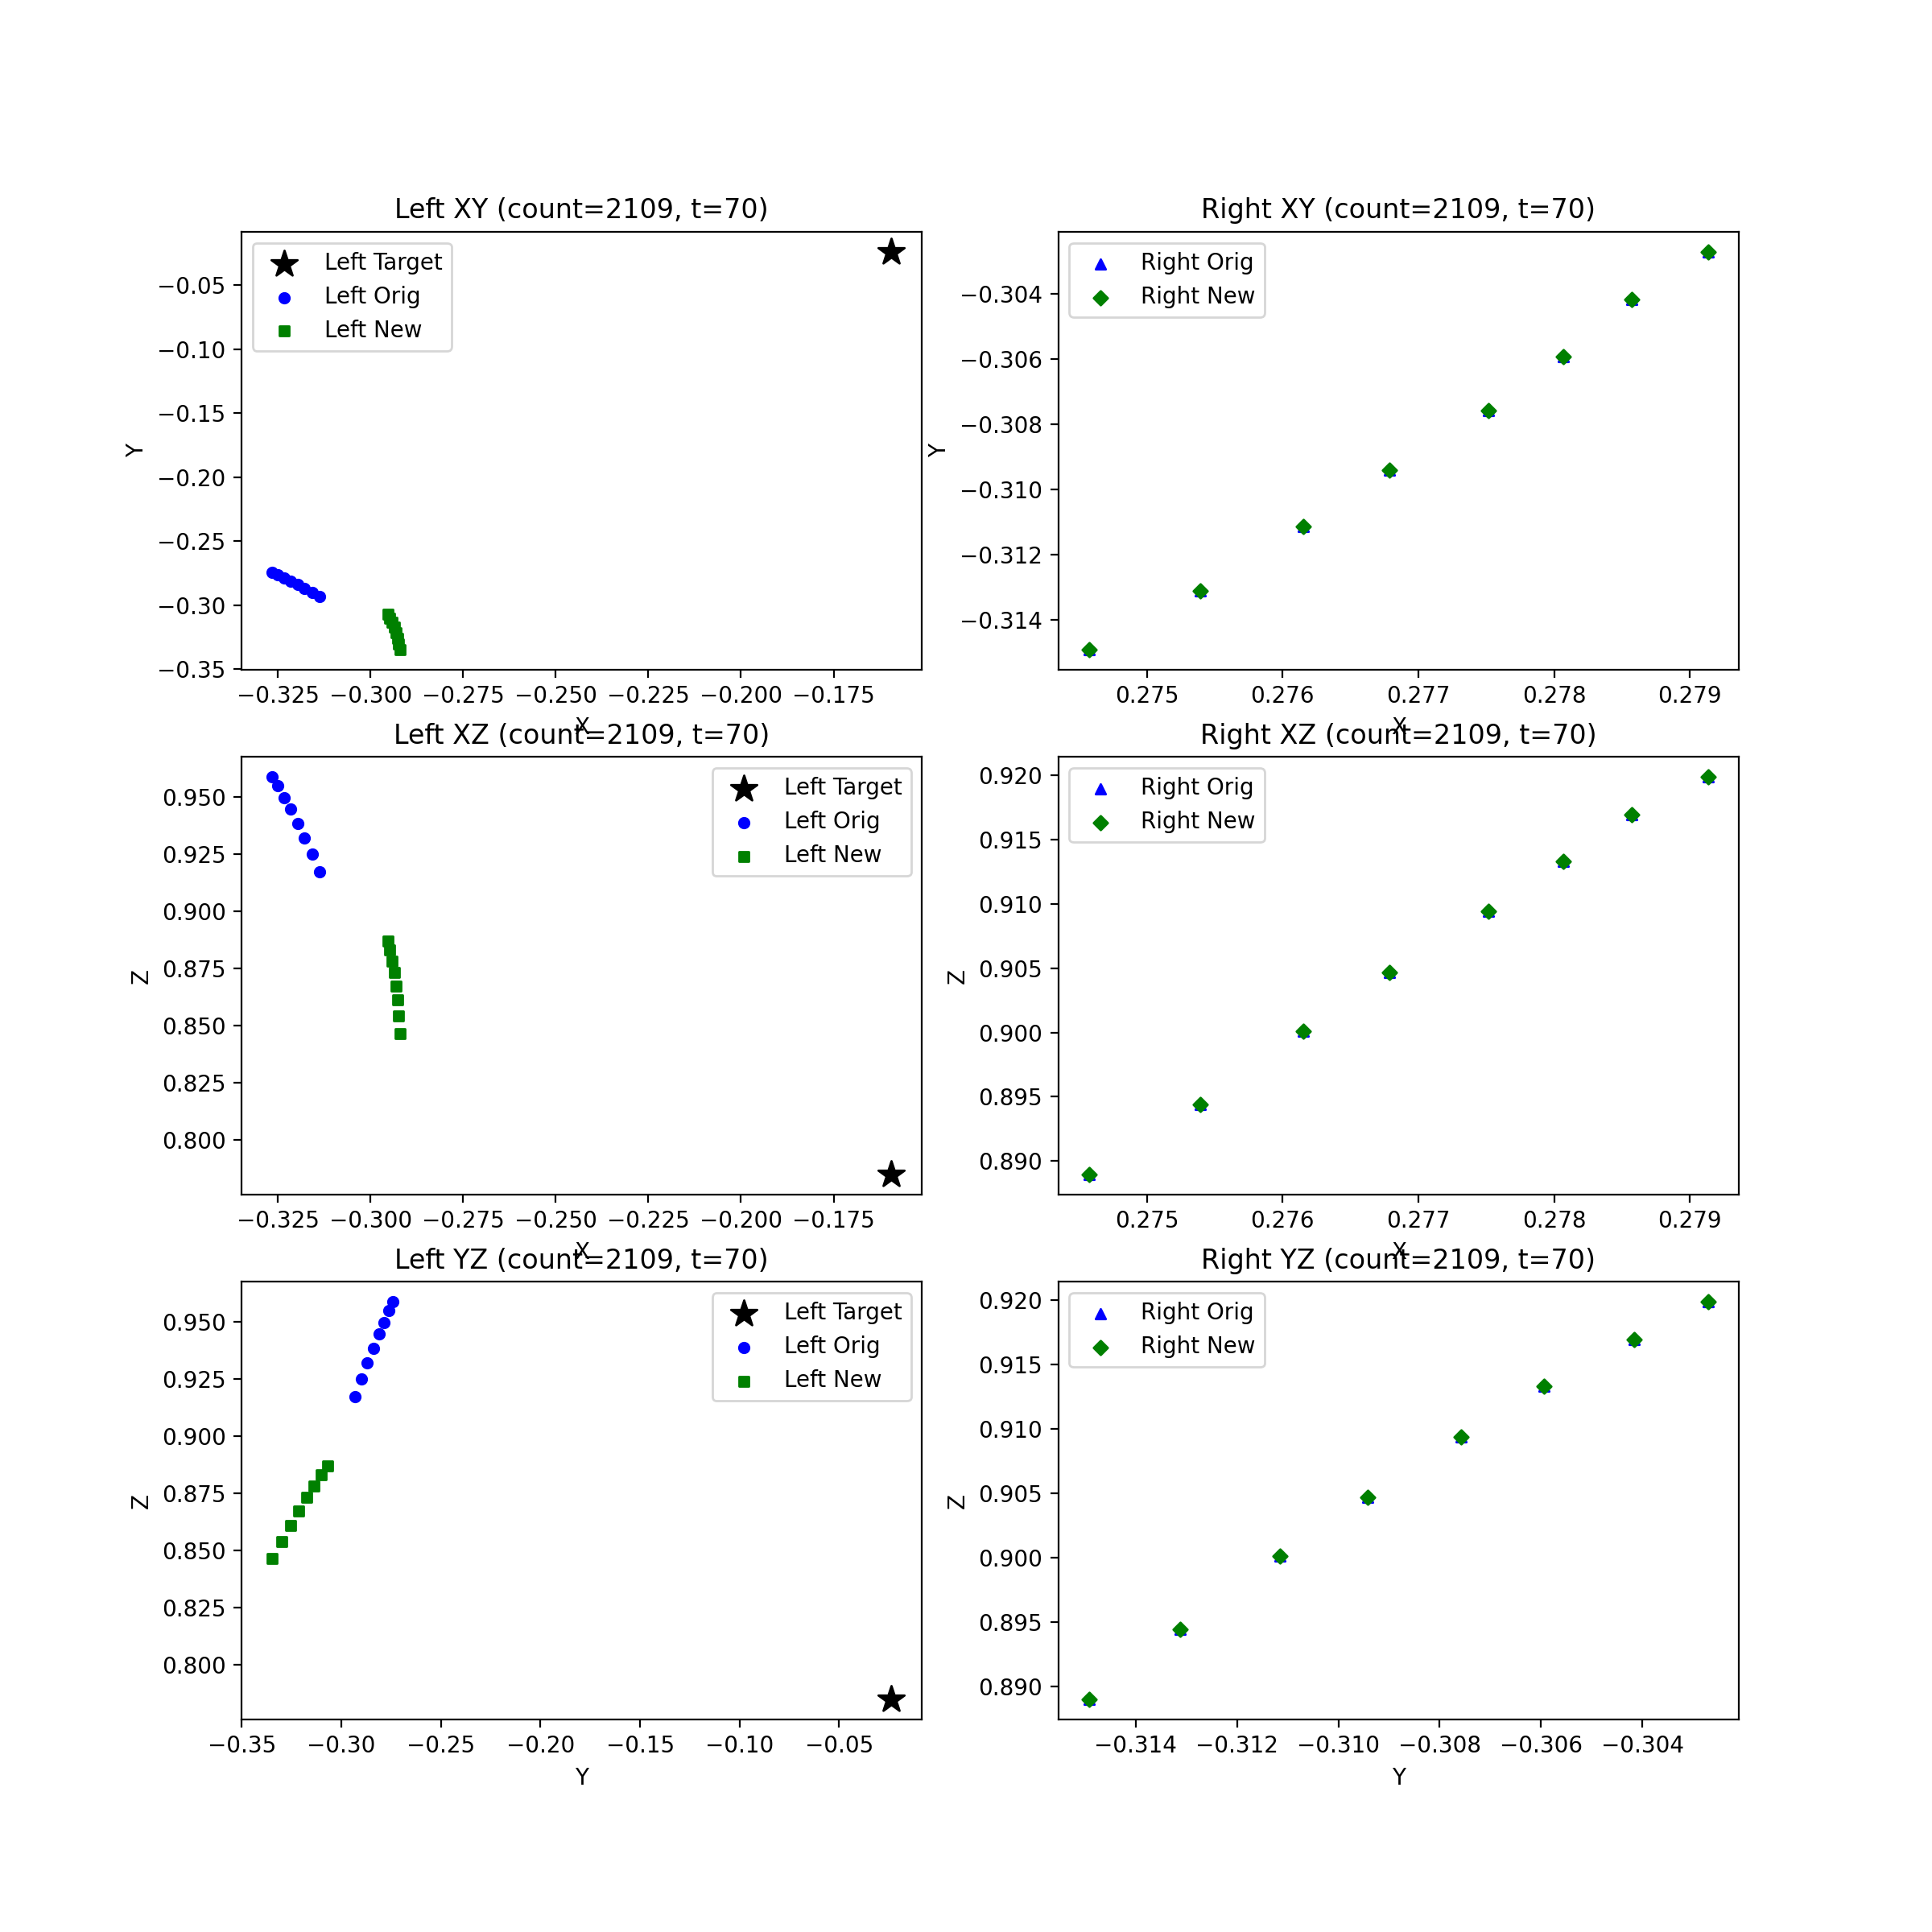 Left XY (count=2109, t=70)
Left Target
Left Orig
Left New
Y
−0.05
−0.10
−0.15
−0.20
−0.25
−0.30
−0.35
−0.325 −0.300 −0.275 −0.250 −0.225 −0.200 −0.175
X
Right XY (count=2109, t=70)
Right Orig
Right New
Y
−0.304
−0.306
−0.308
−0.310
−0.312
−0.314
0.275 0.276 0.277 0.278 0.279
X
Left XZ (count=2109, t=70)
Left Target
Left Orig
Left New
Z
0.950
0.925
0.900
0.875
0.850
0.825
0.800
−0.325 −0.300 −0.275 −0.250 −0.225 −0.200 −0.175
X
Right XZ (count=2109, t=70)
Right Orig
Right New
Z
0.920
0.915
0.910
0.905
0.900
0.895
0.890
0.275 0.276 0.277 0.278 0.279
X
Left YZ (count=2109, t=70)
Left Target
Left Orig
Left New
Z
0.950
0.925
0.900
0.875
0.850
0.825
0.800
−0.35 −0.30 −0.25 −0.20 −0.15 −0.10 −0.05
Y
Right YZ (count=2109, t=70)
Right Orig
Right New
Z
0.920
0.915
0.910
0.905
0.900
0.895
0.890
−0.314 −0.312 −0.310 −0.308 −0.306 −0.304
Y